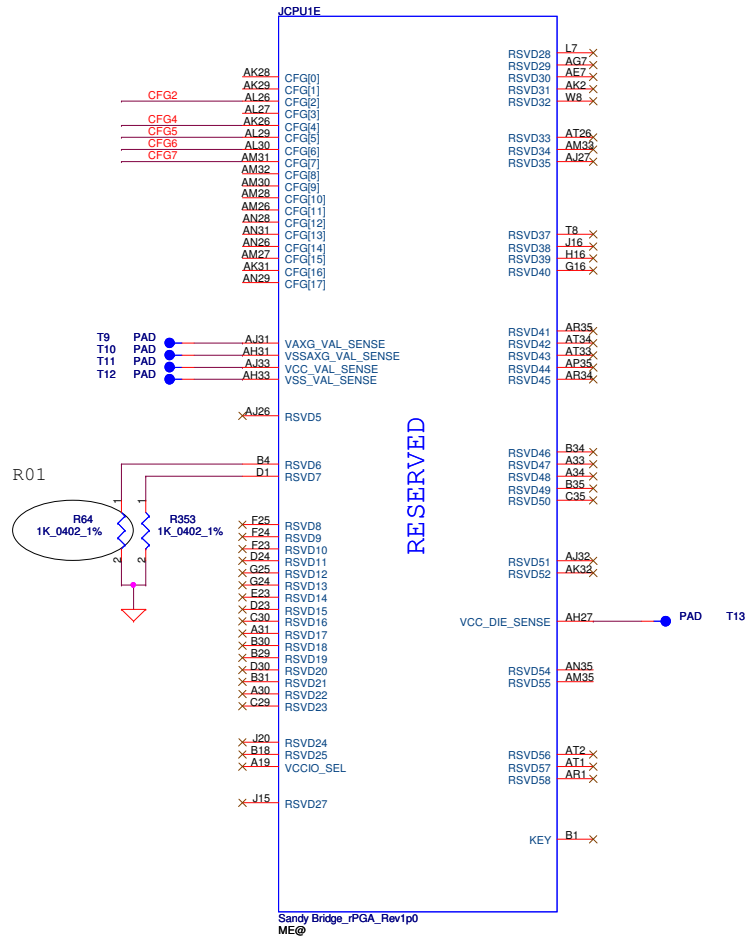 JCPU1E
AK28 CFG[0]
AK29 CFG[1]
CFG2 AL26 CFG[2]
AL27 CFG[3]
CFG4 AK26 CFG[4]
CFG5 AL29 CFG[5]
CFG6 AL30 CFG[6]
CFG7 AM31 CFG[7]
AM32 CFG[8]
AM30 CFG[9]
AM28 CFG[10]
AM26 CFG[11]
AN28 CFG[12]
AN31 CFG[13]
AN26 CFG[14]
AM27 CFG[15]
AK31 CFG[16]
AN29 CFG[17]
T9 PAD AJ31 VAXG_VAL_SENSE
T10 PAD AH31 VSSAXG_VAL_SENSE
T11 PAD AJ33 VCC_VAL_SENSE
T12 PAD AH33 VSS_VAL_SENSE
AJ26 RSVD5
B4 RSVD6
D1 RSVD7
R01
1 1
R64 R353
1K_0402_1% 1K_0402_1%
2 2
F25 RSVD8
F24 RSVD9
F23 RSVD10
D24 RSVD11
G25 RSVD12
G24 RSVD13
E23 RSVD14
D23 RSVD15
C30 RSVD16
A31 RSVD17
B30 RSVD18
B29 RSVD19
D30 RSVD20
B31 RSVD21
A30 RSVD22
C29 RSVD23
J20 RSVD24
B18 RSVD25
A19 VCCIO_SEL
J15 RSVD27
RESERVED
RSVD28 L7
RSVD29 AG7
RSVD30 AE7
RSVD31 AK2
RSVD32 W8
RSVD33 AT26
RSVD34 AM33
RSVD35 AJ27
RSVD37 T8
RSVD38 J16
RSVD39 H16
RSVD40 G16
RSVD41 AR35
RSVD42 AT34
RSVD43 AT33
RSVD44 AP35
RSVD45 AR34
RSVD46 B34
RSVD47 A33
RSVD48 A34
RSVD49 B35
RSVD50 C35
RSVD51 AJ32
RSVD52 AK32
VCC_DIE_SENSE AH27 PAD T13
RSVD54 AN35
RSVD55 AM35
RSVD56 AT2
RSVD57 AT1
RSVD58 AR1
KEY B1
Sandy Bridge_rPGA_Rev1p0
ME@